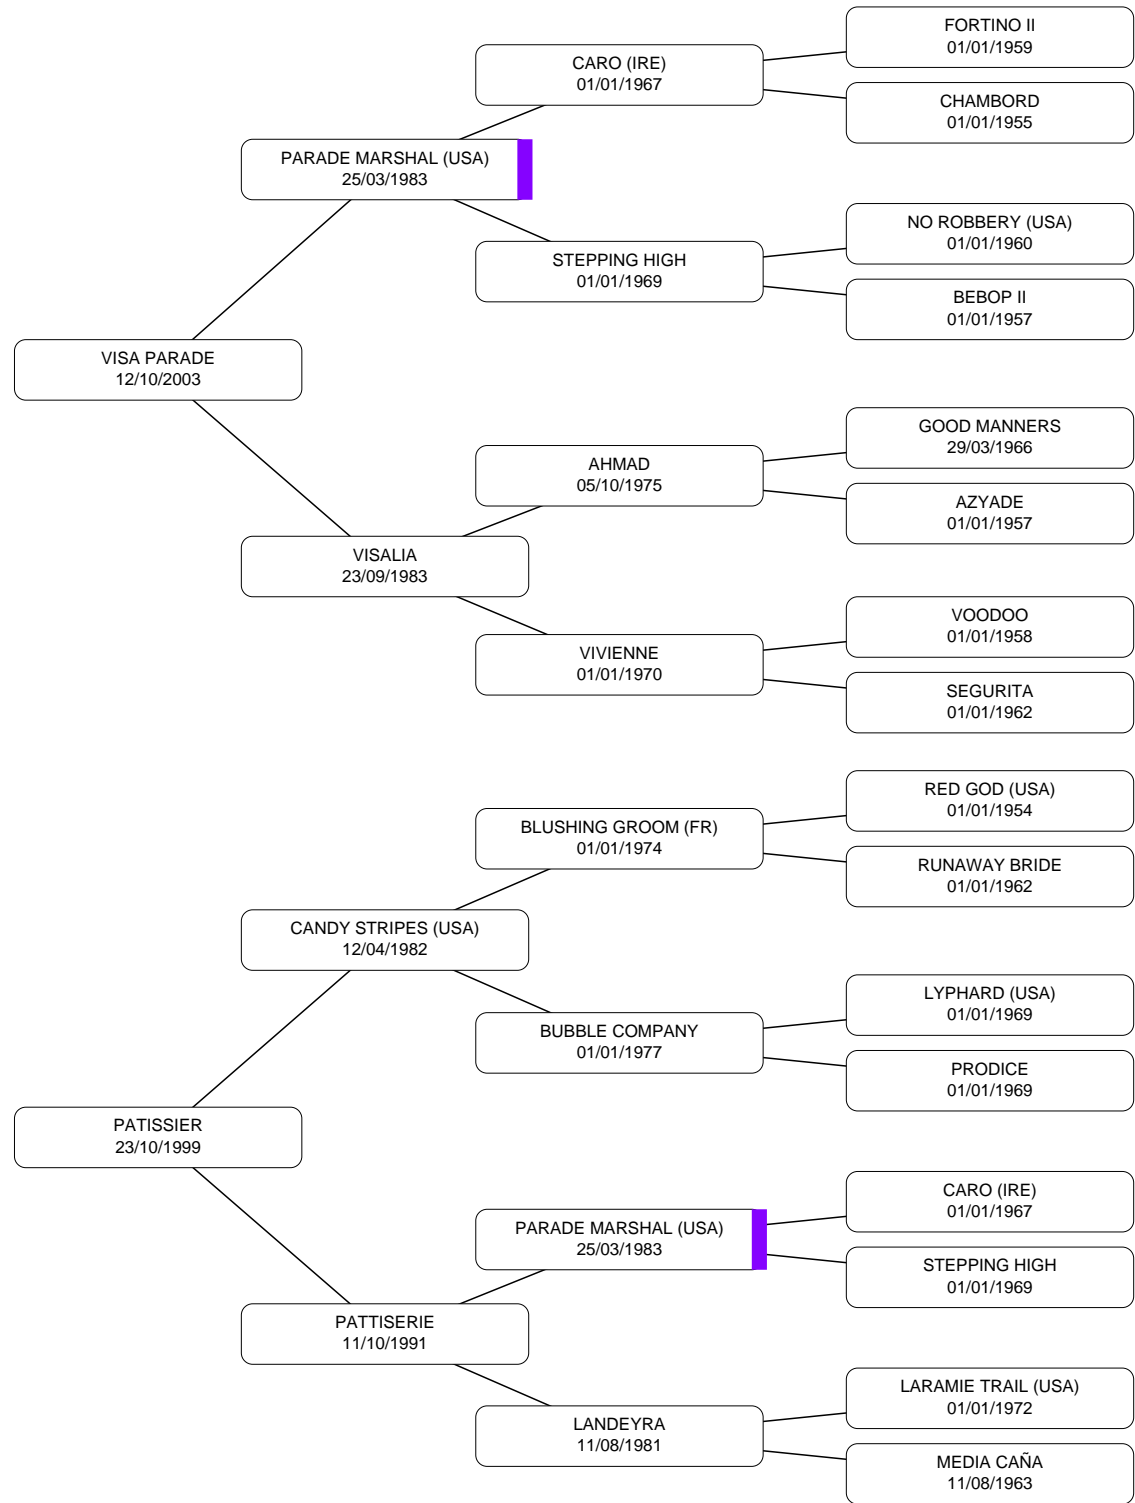 FORTINO II
01/01/1959
CARO (IRE)
01/01/1967
CHAMBORD
01/01/1955
PARADE MARSHAL (USA)
25/03/1983
NO ROBBERY (USA)
01/01/1960
STEPPING HIGH
01/01/1969
BEBOP II
01/01/1957
VISA PARADE
12/10/2003
GOOD MANNERS
29/03/1966
AHMAD
05/10/1975
AZYADE
01/01/1957
VISALIA
23/09/1983
VOODOO
01/01/1958
VIVIENNE
01/01/1970
SEGURITA
01/01/1962
RED GOD (USA)
01/01/1954
BLUSHING GROOM (FR)
01/01/1974
RUNAWAY BRIDE
01/01/1962
CANDY STRIPES (USA)
12/04/1982
LYPHARD (USA)
01/01/1969
BUBBLE COMPANY
01/01/1977
PRODICE
01/01/1969
PATISSIER
23/10/1999
CARO (IRE)
01/01/1967
PARADE MARSHAL (USA)
25/03/1983
STEPPING HIGH
01/01/1969
PATTISERIE
11/10/1991
LARAMIE TRAIL (USA)
01/01/1972
LANDEYRA
11/08/1981
MEDIA CAÑA
11/08/1963